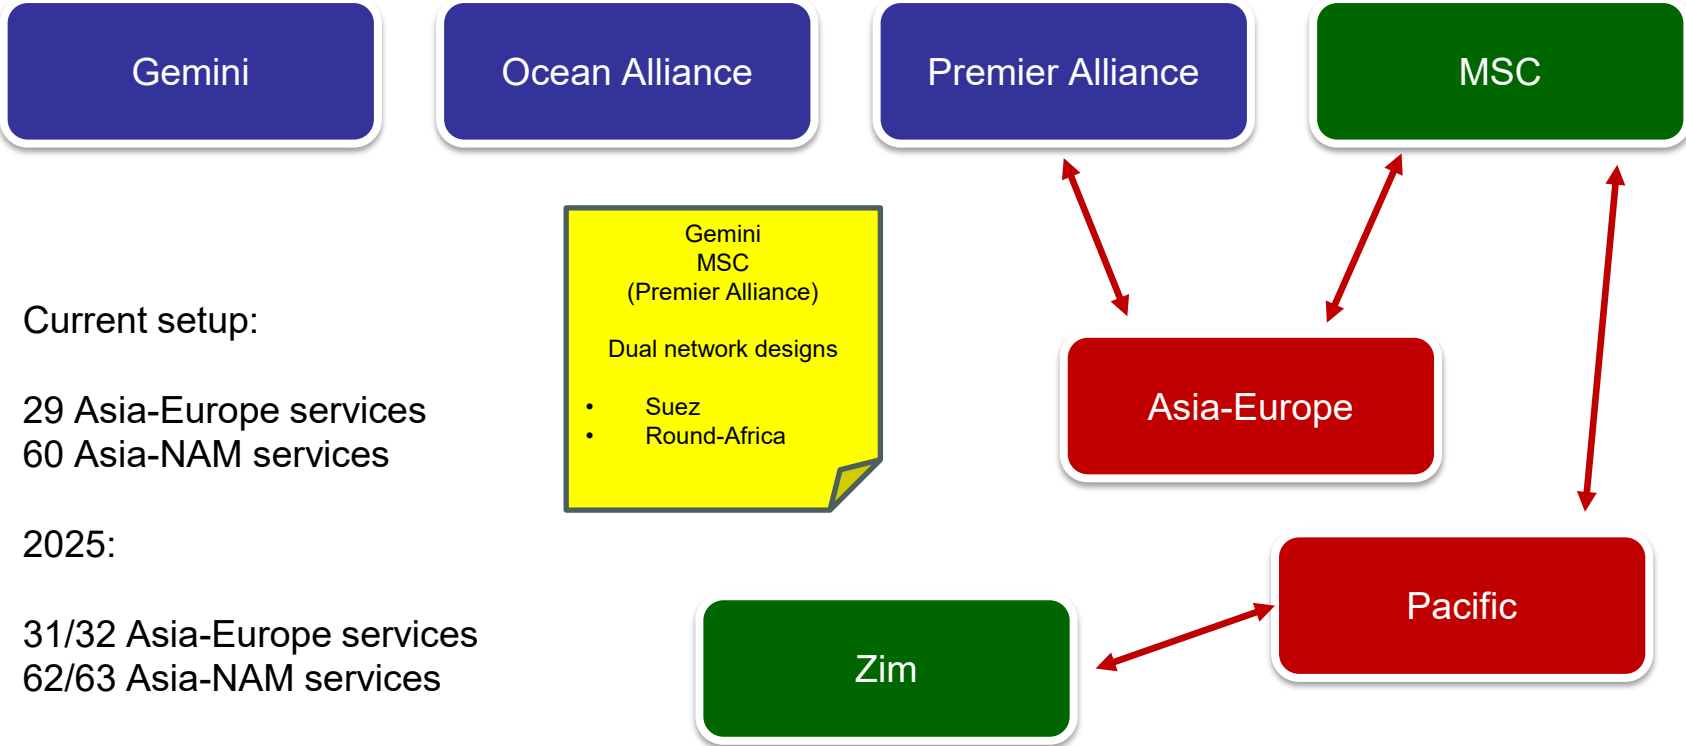 Gemini
Ocean Alliance
Premier Alliance
MSC
Gemini
MSC
(Premier Alliance)
Dual network designs
• Suez
• Round-Africa
Current setup:
29 Asia-Europe services
60 Asia-NAM services
2025:
31/32 Asia-Europe services
62/63 Asia-NAM services
Asia-Europe
Pacific
Zim